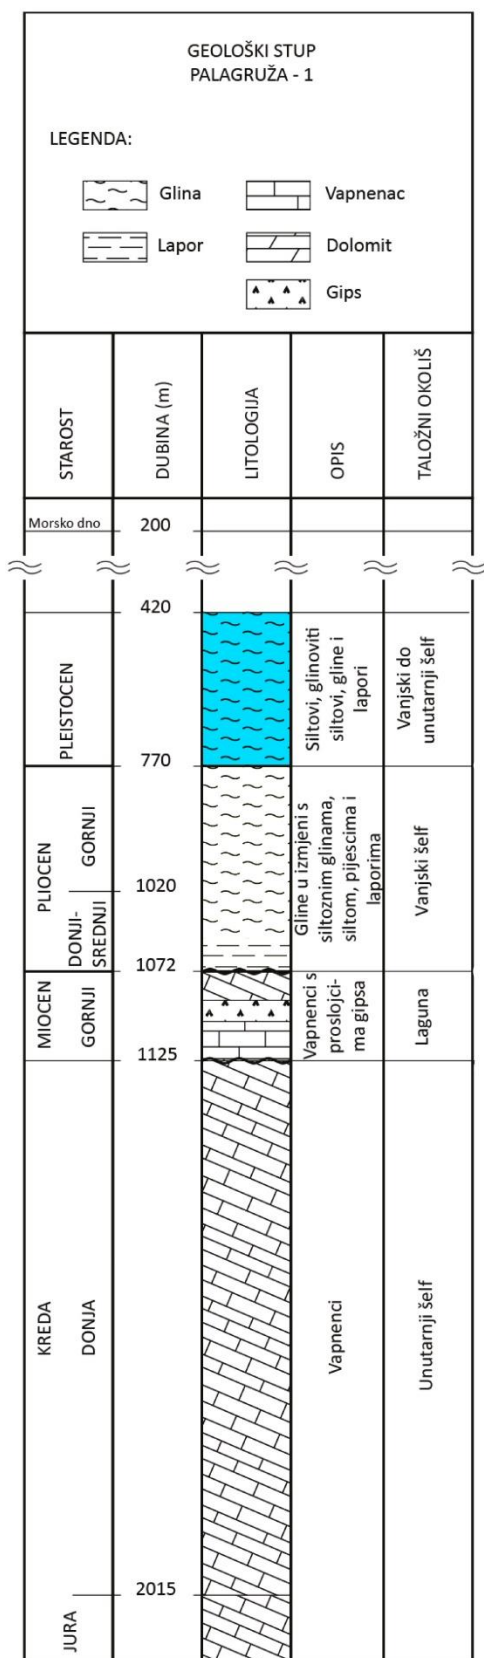 GEOLOŠKI STUP
PALAGRUŽA - 1
LEGENDA:
Glina
Vapnenac
Lapor
Dolomit
Gips
STAROST
DUBINA (m)
LITOLOGIJA
OPIS
TALOŽNI OKOLIŠ
Morsko dno
200
420
PLEISTOCEN
Siltovi, glinoviti
siltovi, gline i
lapori
Vanjski do
unutarnji šelf
770
PLIOCEN
GORNJI
1020
DONJI-
SREDNJI
Gline u izmjeni s
siltoznim glinama,
siltom, pijescima i
laporima
Vanjski šelf
1072
MIOCEN
GORNJI
Vapnenci s
proslojci-
ma gipsa
Laguna
1125
KREDA
DONJA
Vapnenci
Unutarnji šelf
2015
JURA
DONJA